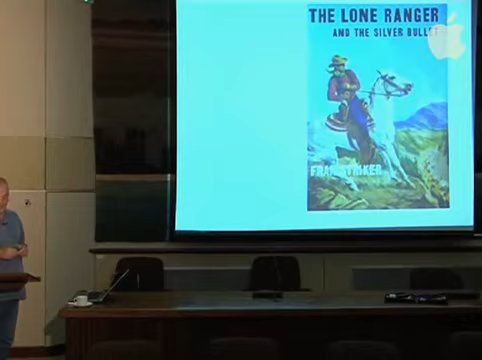 THE LONE RANGER
AND THE SILVER BULLET
FRAN STRIKER